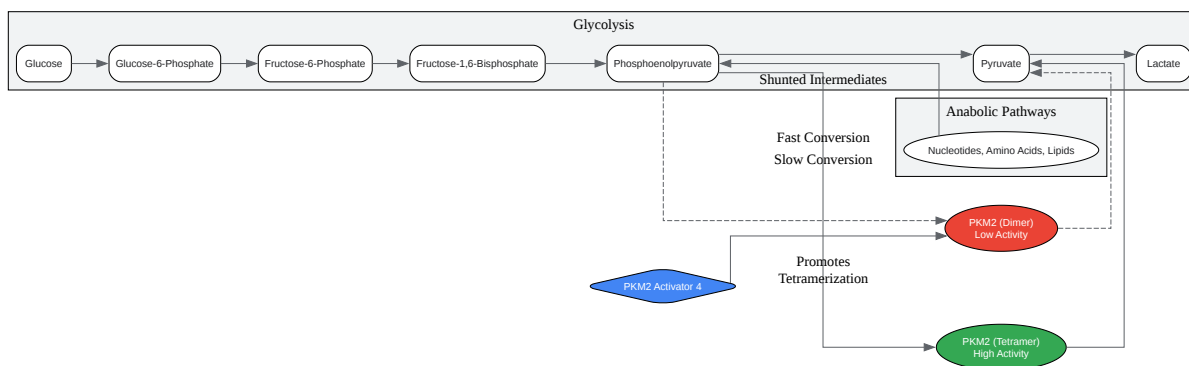 Glycolysis
Glucose
Glucose-6-Phosphate
Fructose-6-Phosphate
Fructose-1,6-Bisphosphate
Phosphoenolpyruvate
Pyruvate
Lactate
Shunted Intermediates
Anabolic Pathways
Nucleotides, Amino Acids, Lipids
Fast Conversion
Slow Conversion
PKM2 (Dimer)
Low Activity
Promotes
Tetramerization
PKM2 Activator 4
PKM2 (Tetramer)
High Activity